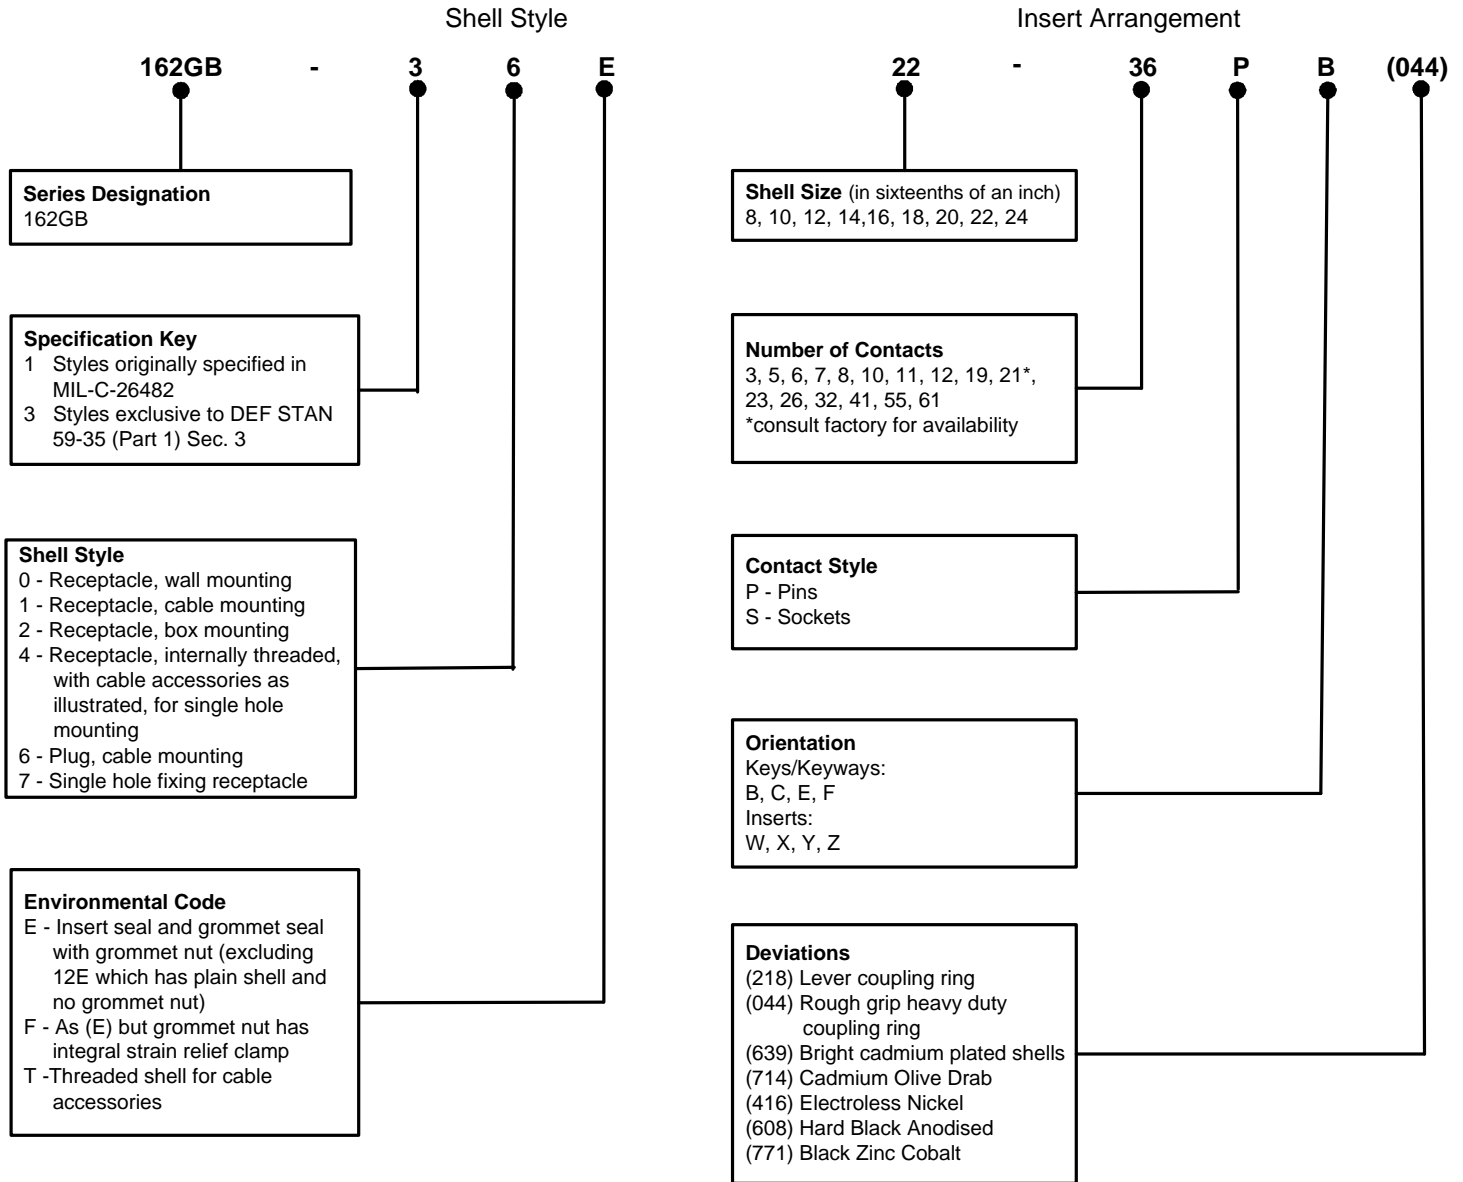 Shell Style
Insert Arrangement
162GB - 3 6 E
22 - 36 P B (044)
Series Designation
162GB
Specification Key
1 Styles originally specified in
MIL-C-26482
3 Styles exclusive to DEF STAN
59-35 (Part 1) Sec. 3
Shell Style
0 - Receptacle, wall mounting
1 - Receptacle, cable mounting
2 - Receptacle, box mounting
4 - Receptacle, internally threaded,
with cable accessories as
illustrated, for single hole
mounting
6 - Plug, cable mounting
7 - Single hole fixing receptacle
Environmental Code
E - Insert seal and grommet seal
with grommet nut (excluding
12E which has plain shell and
no grommet nut)
F - As (E) but grommet nut has
integral strain relief clamp
T -Threaded shell for cable
accessories
Shell Size (in sixteenths of an inch)
8, 10, 12, 14,16, 18, 20, 22, 24
Number of Contacts
3, 5, 6, 7, 8, 10, 11, 12, 19, 21*,
23, 26, 32, 41, 55, 61
*consult factory for availability
Contact Style
P - Pins
S - Sockets
Orientation
Keys/Keyways:
B, C, E, F
Inserts:
W, X, Y, Z
Deviations
(218) Lever coupling ring
(044) Rough grip heavy duty
coupling ring
(639) Bright cadmium plated shells
(714) Cadmium Olive Drab
(416) Electroless Nickel
(608) Hard Black Anodised
(771) Black Zinc Cobalt